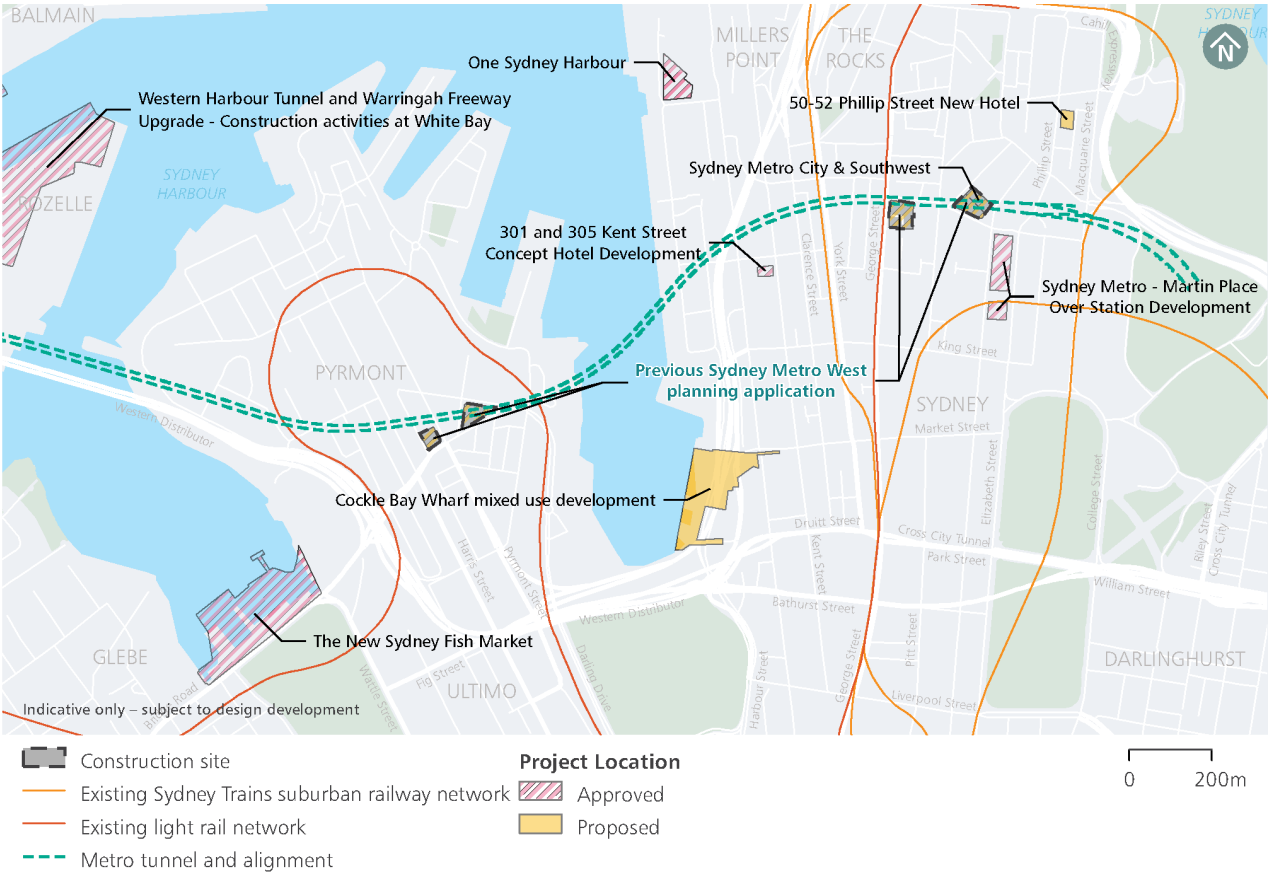 BALMAIN
MILLERS
POINT
THE
ROCKS
Cahill Expressway
SYDNEY
HARBOUR
N
One Sydney Harbour
Western Harbour Tunnel and Warringah Freeway
Upgrade - Construction activities at White Bay
50-52 Phillip Street New Hotel
Phillip Street
Macquarie Street
SYDNEY
HARBOUR
ROZELLE
Sydney Metro City & Southwest
301 and 305 Kent Street
Concept Hotel Development
Clarence Street
York Street
George Street
Sydney Metro - Martin Place
Over Station Development
King Street
PYRMONT
Previous Sydney Metro West
planning application
SYDNEY
Market Street
Western Distributor
Elizabeth Street
College Street
Cockle Bay Wharf mixed use development
Druitt Street
Kent Street
Cross City Tunnel
Park Street
Riley Street
Cross City Tunnel
William Street
Harris Street
Pyrmont Street
Western Distributor
Bathurst Street
The New Sydney Fish Market
GLEBE
Wattle Street
Fig Street
ULTIMO
Darling Drive
Harbour Street
George Street
Pitt Street
Liverpool Street
DARLINGHURST
Road
Indicative only – subject to design development
Construction site
Existing Sydney Trains suburban railway network
Existing light rail network
Metro tunnel and alignment
Project Location
Approved
Proposed
0 200m